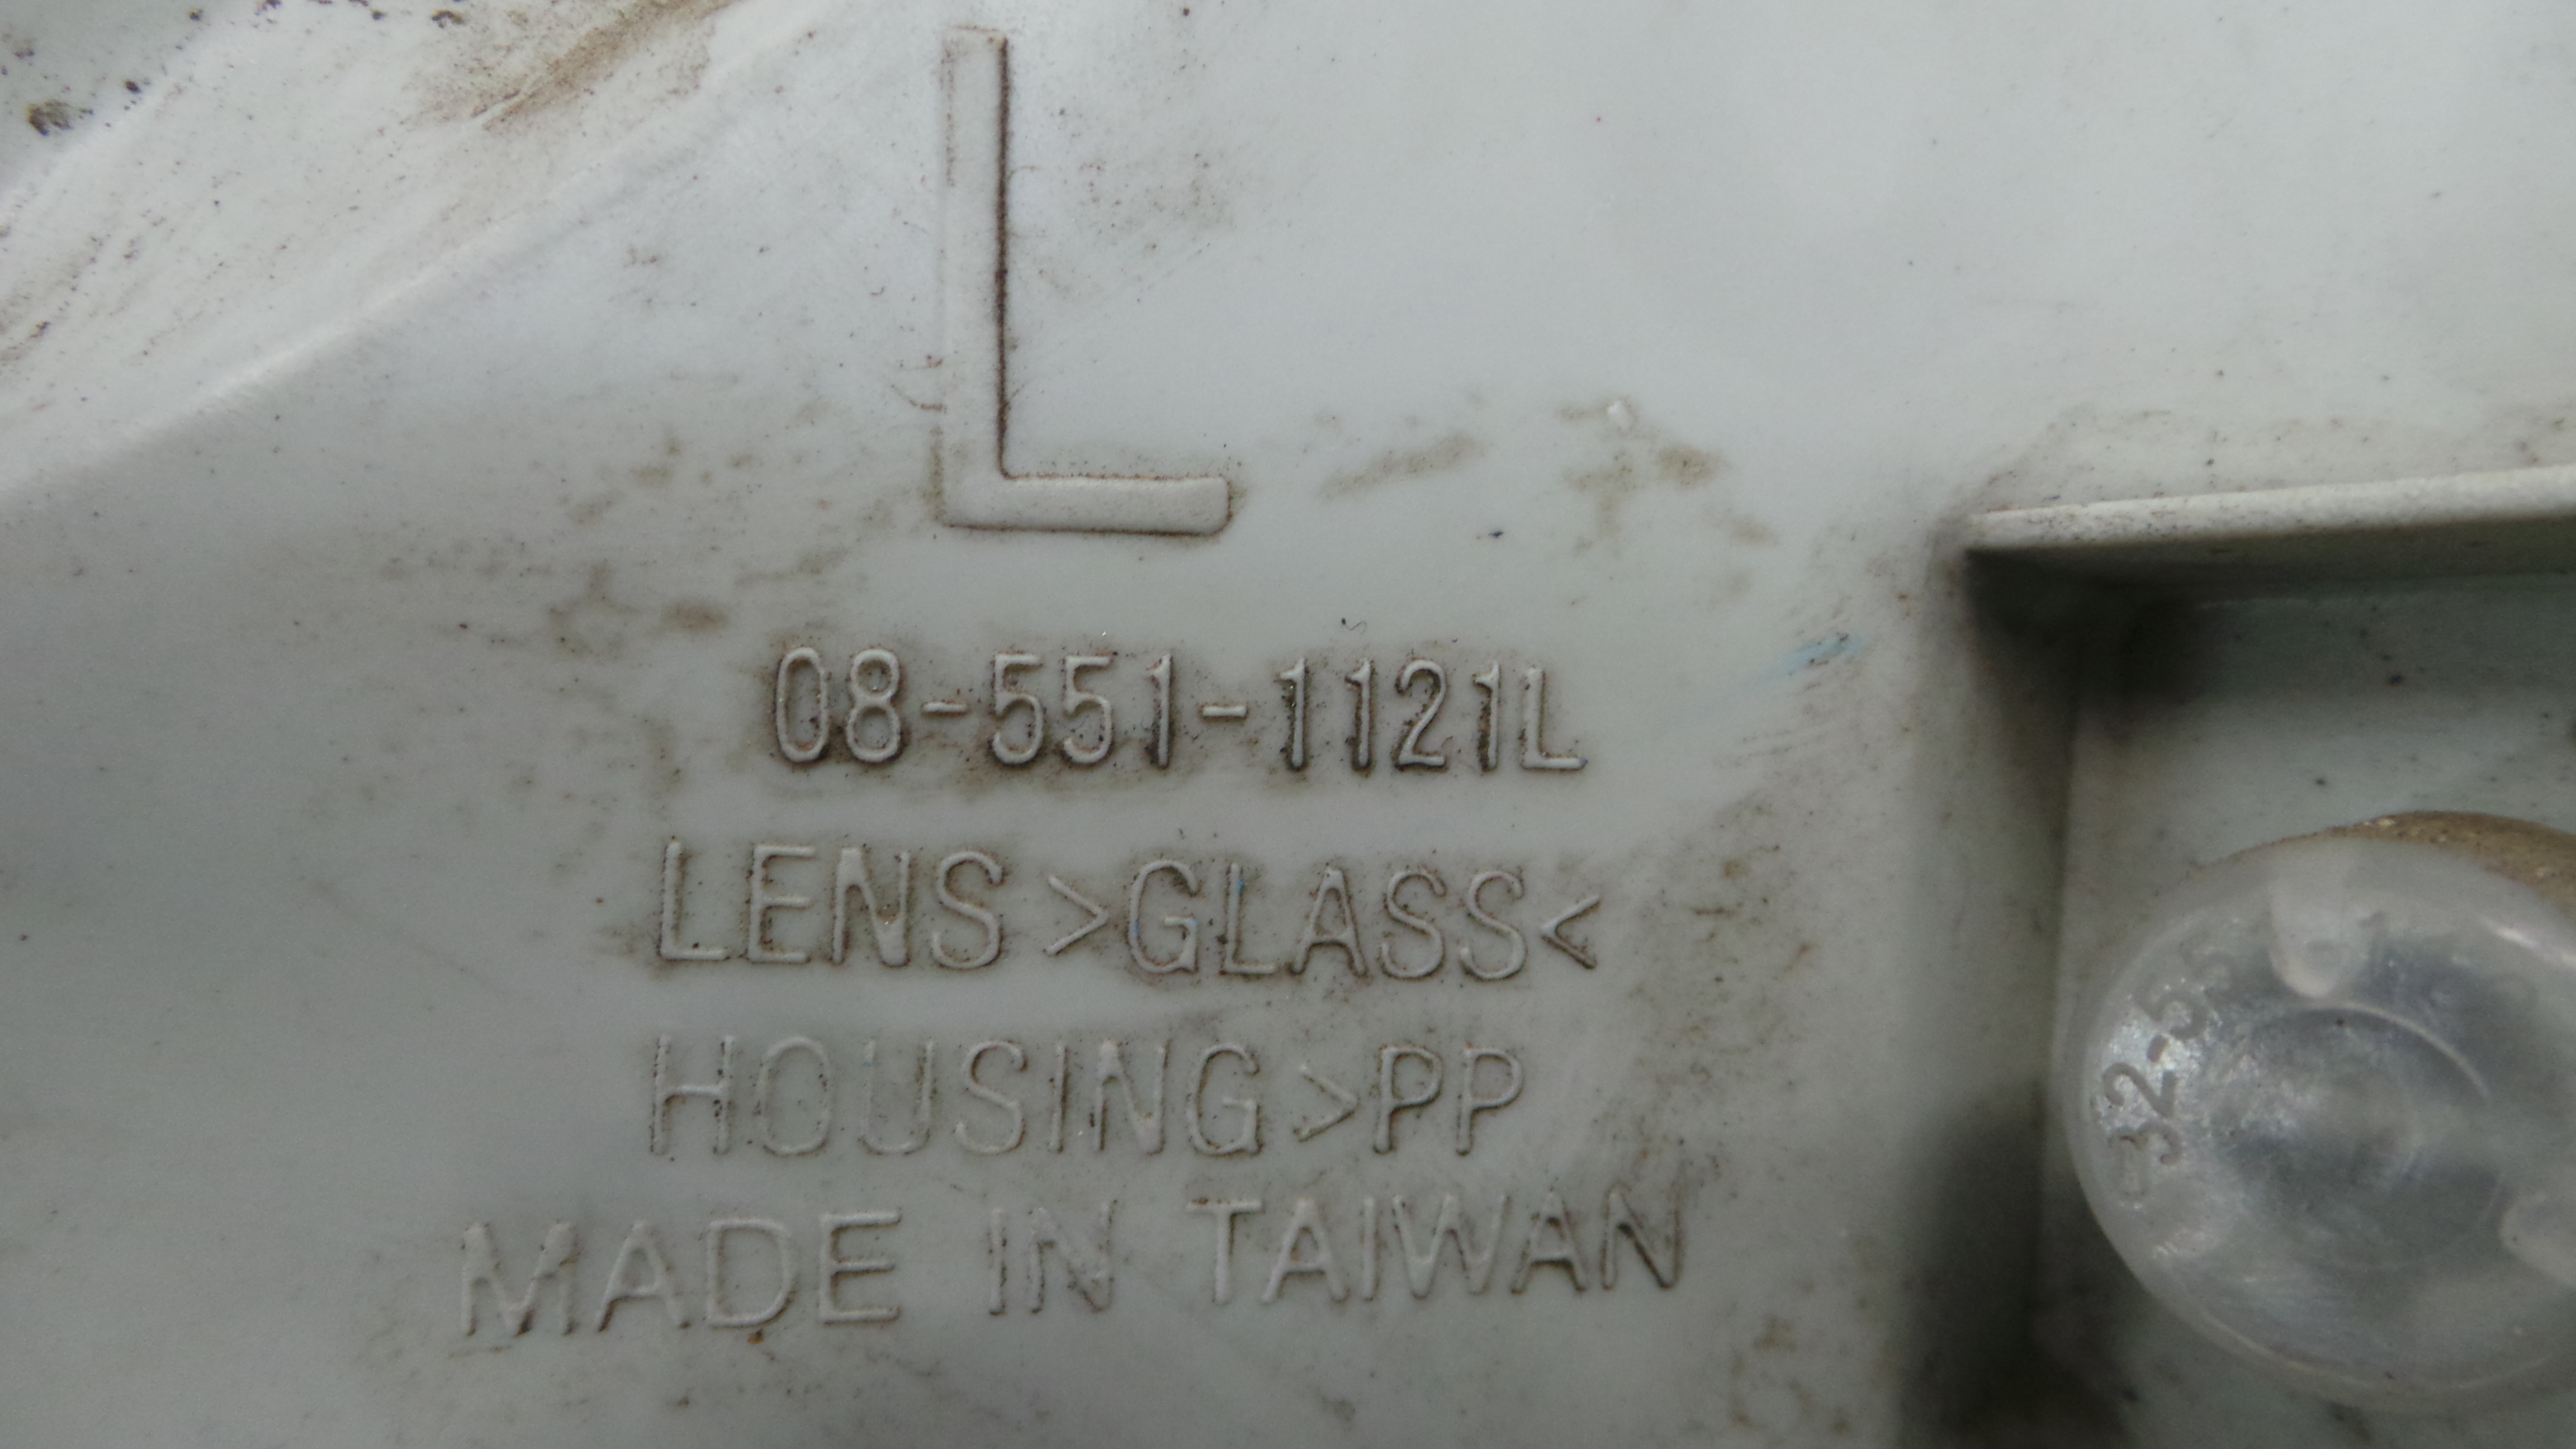 L
08-551-1121L
LENS>GLASS<
HOUSING>PP
MADE IN TAIWAN